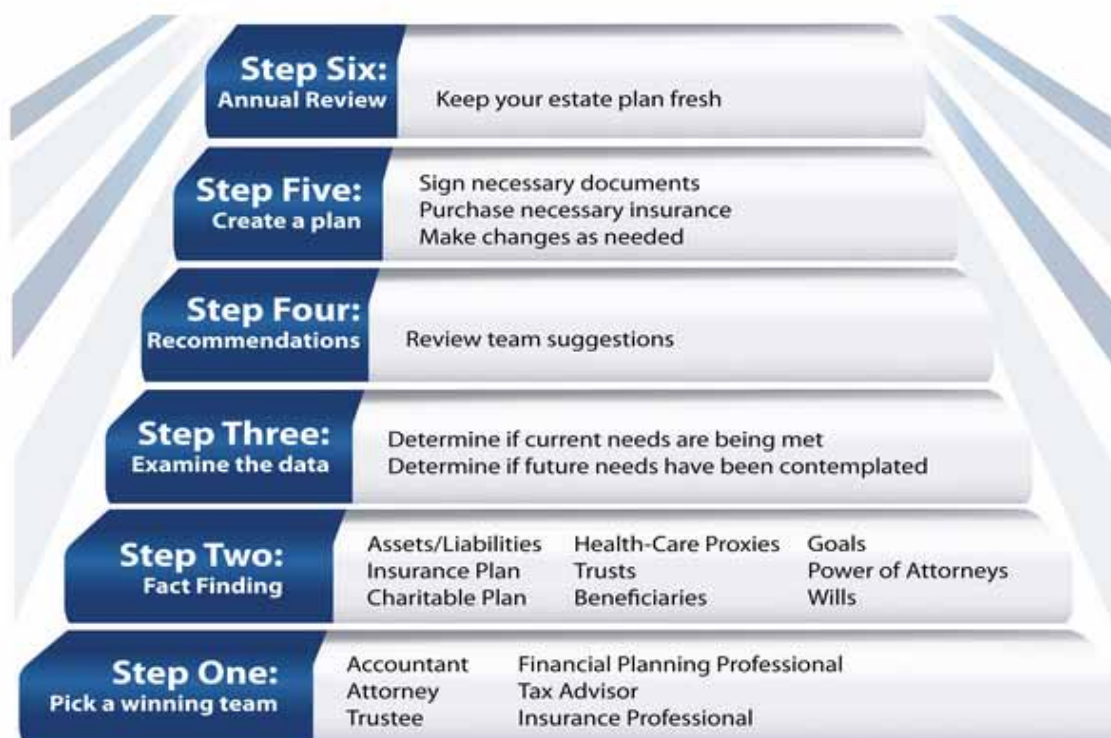 Step Six:
Annual Review
Keep your estate plan fresh
Step Five:
Create a plan
Sign necessary documents
Purchase necessary insurance
Make changes as needed
Step Four:
Recommendations
Review team suggestions
Step Three:
Examine the data
Determine if current needs are being met
Determine if future needs have been contemplated
Step Two:
Fact Finding
Assets/Liabilities Health-Care Proxies Goals
Insurance Plan Trusts Power of Attorneys
Charitable Plan Beneficiaries Wills
Step One:
Pick a winning team
Accountant Financial Planning Professional
Attorney Tax Advisor
Trustee Insurance Professional